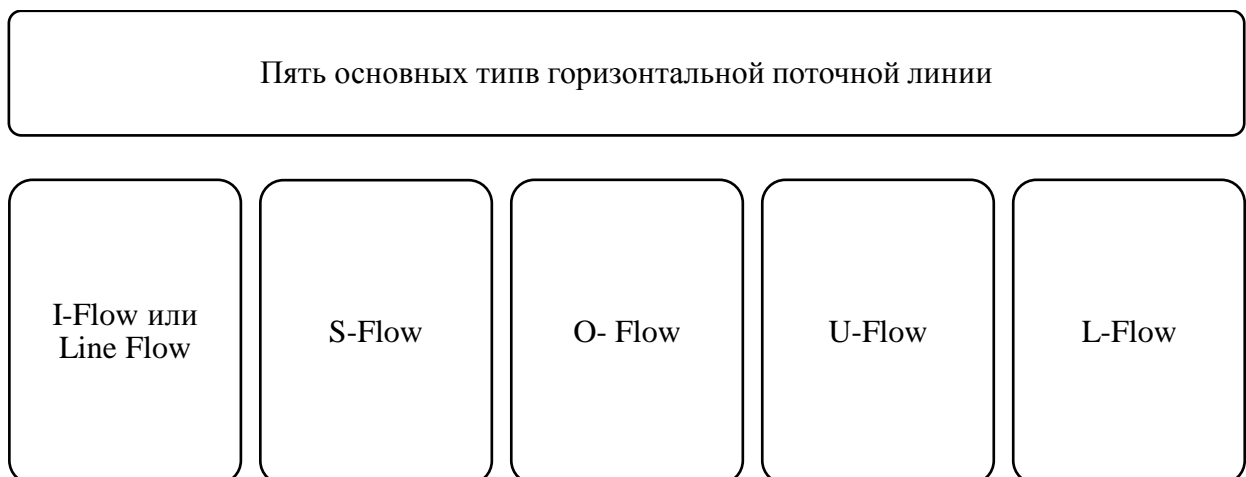 Пять основных типв горизонтальной поточной линии
I-Flow или
Line Flow
S-Flow
O- Flow
U-Flow
L-Flow